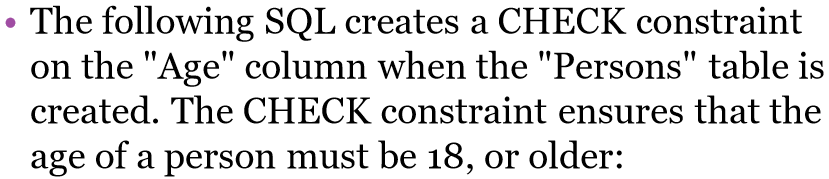 • The following SQL creates a CHECK constraint
on the "Age" column when the "Persons" table is
created. The CHECK constraint ensures that the
age of a person must be 18, or older: